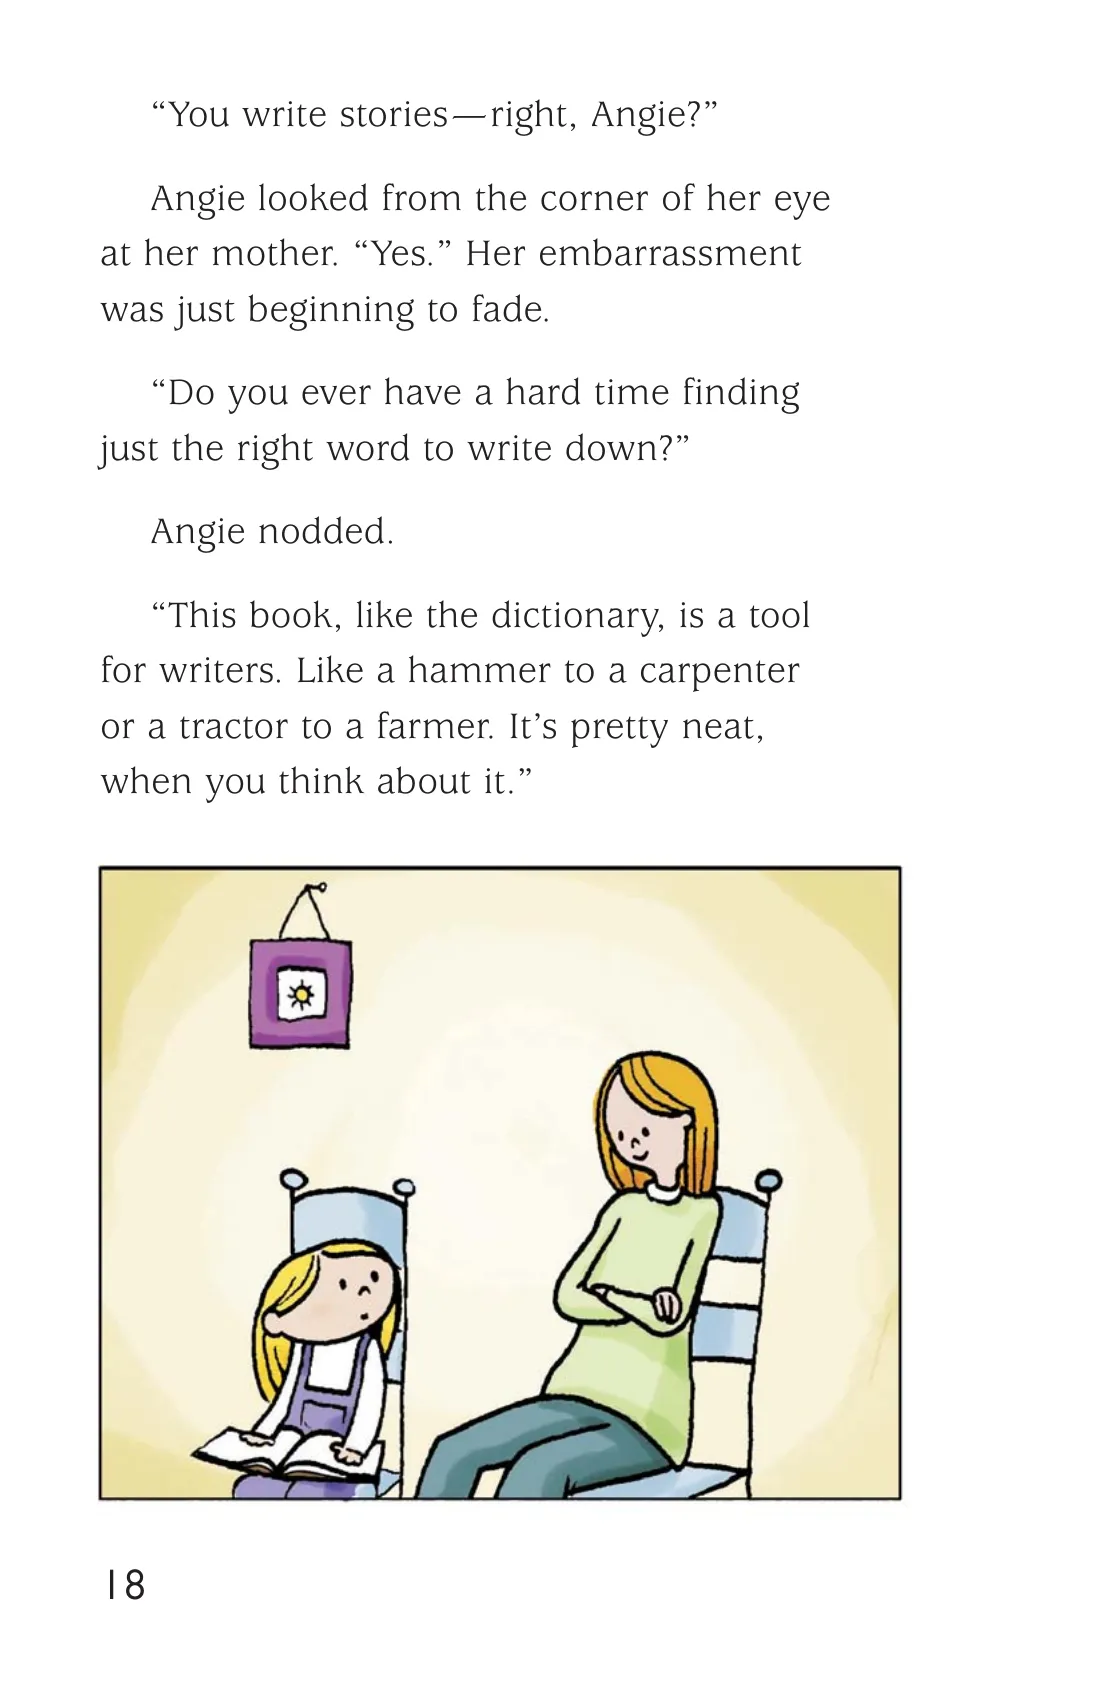 “You write stories—right, Angie?”
Angie looked from the corner of her eye
at her mother. “Yes.” Her embarrassment
was just beginning to fade.
“Do you ever have a hard time finding
just the right word to write down?”
Angie nodded.
“This book, like the dictionary, is a tool
for writers. Like a hammer to a carpenter
or a tractor to a farmer. It’s pretty neat,
when you think about it.”
18